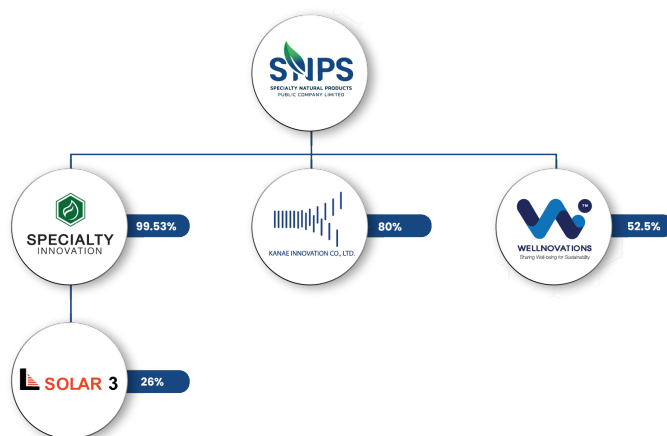 SNPS
SPECIALTY NATURAL PRODUCTS
PUBLIC COMPANY LIMITED
SPECIALTY
INNOVATION
99.53%
KANAE INNOVATION CO., LTD.
80%
TM
WELLNOVATIONS
Sharing Well-being for Sustainability
52.5%
L SOLAR 3
26%